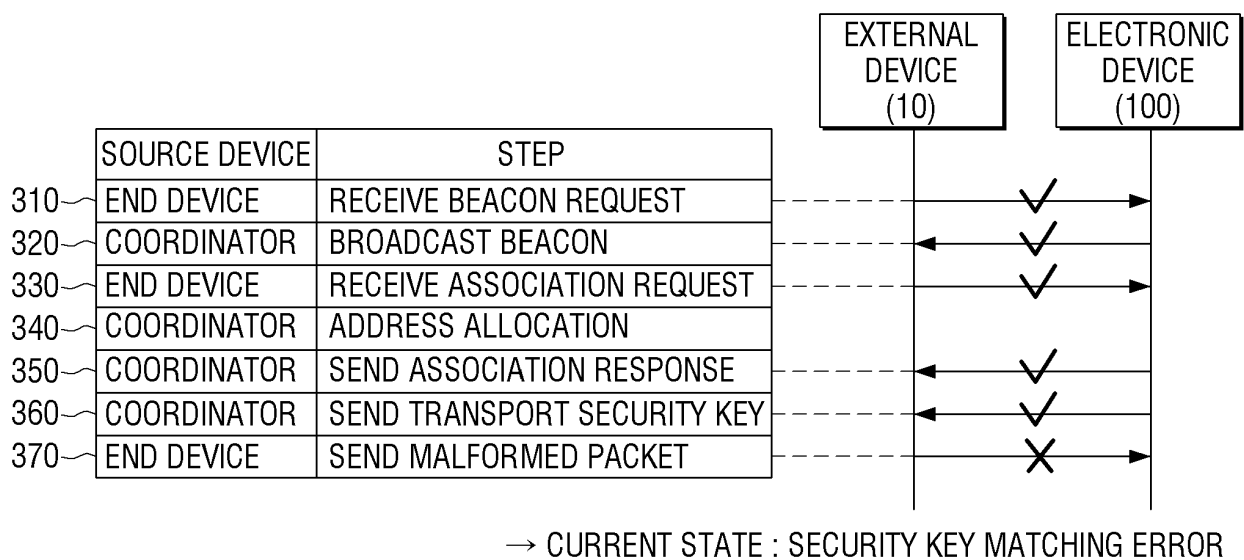 EXTERNAL DEVICE (10)
ELECTRONIC DEVICE (100)
SOURCE DEVICE STEP
310 END DEVICE RECEIVE BEACON REQUEST
320 COORDINATOR BROADCAST BEACON
330 END DEVICE RECEIVE ASSOCIATION REQUEST
340 COORDINATOR ADDRESS ALLOCATION
350 COORDINATOR SEND ASSOCIATION RESPONSE
360 COORDINATOR SEND TRANSPORT SECURITY KEY
370 END DEVICE SEND MALFORMED PACKET
→ CURRENT STATE : SECURITY KEY MATCHING ERROR